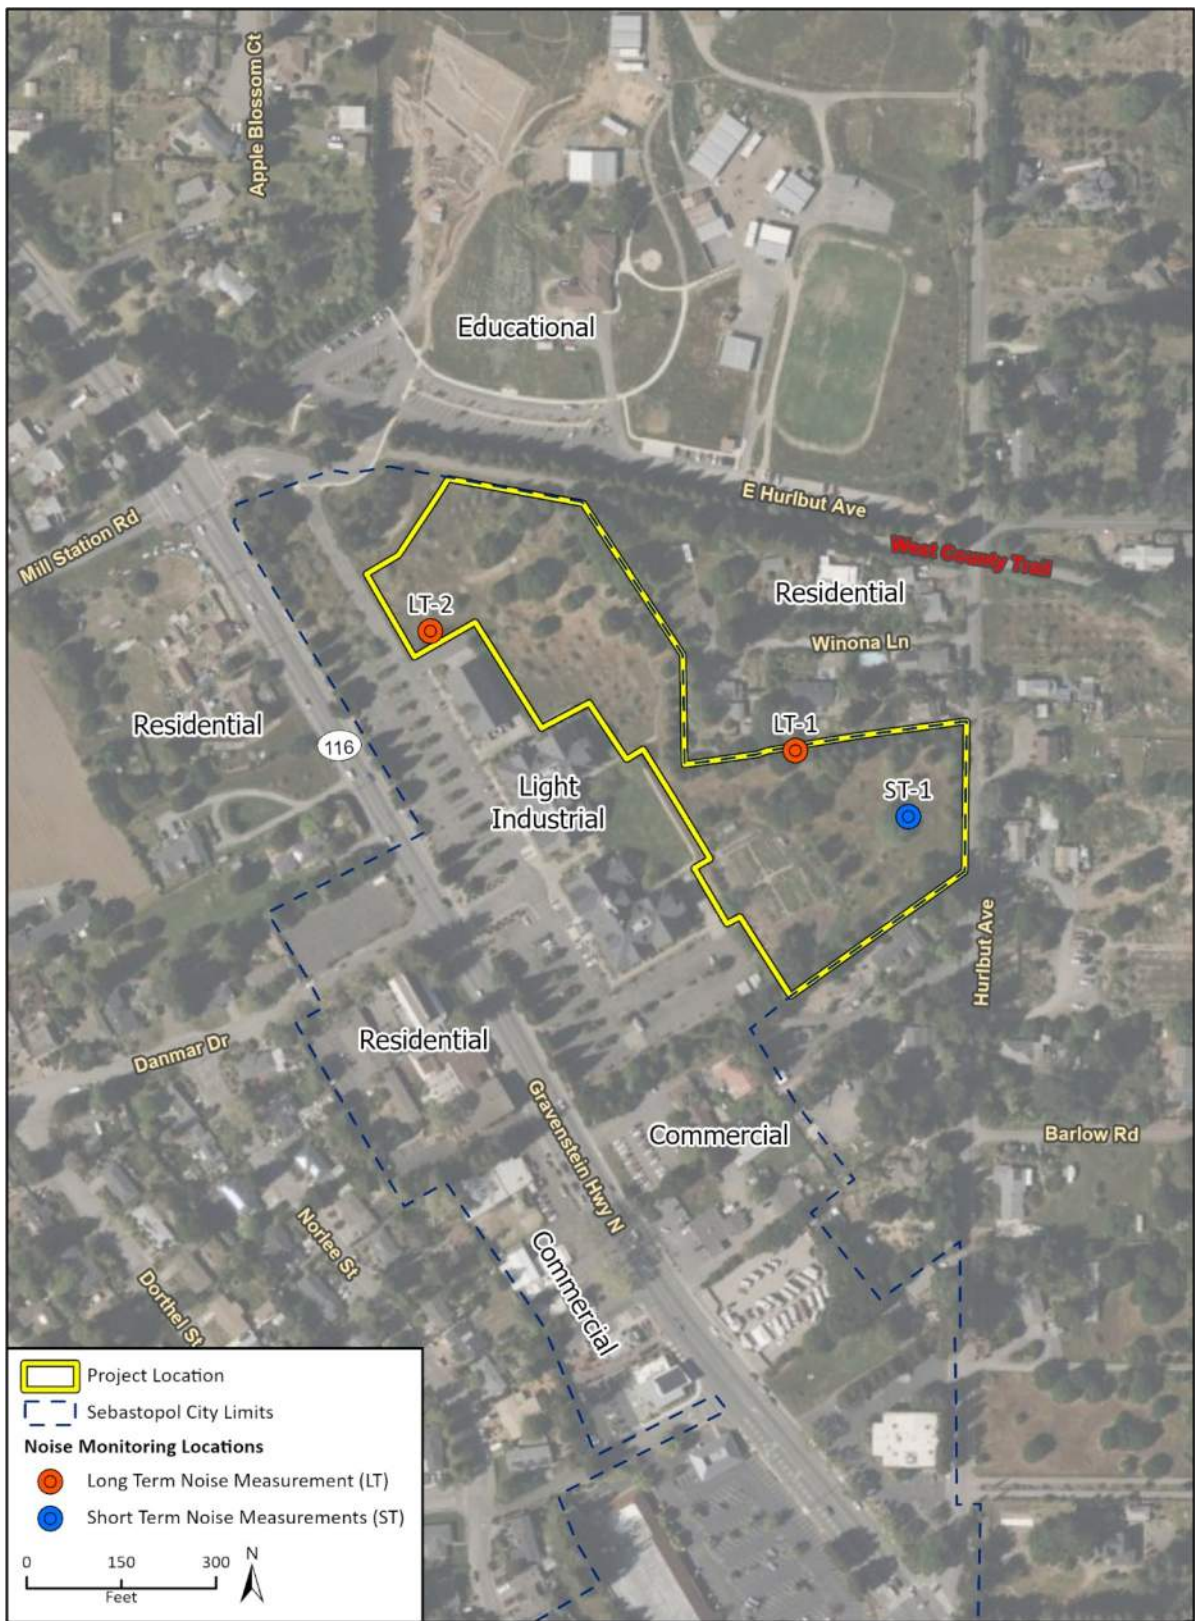 Apple Blossom Ct
Educational
E Hurlbut Ave
Mill Station Rd
West County Trail
Residential
LT-2
Winona Ln
Residential
LT-1
116
Light
Industrial
ST-1
Hurlbut Ave
Residential
Danmar Dr
Gravenstein Hwy N
Commercial
Barlow Rd
Norlee St
Commercial
Dorthel St
Project Location
Sebastopol City Limits
Noise Monitoring Locations
Long Term Noise Measurement (LT)
Short Term Noise Measurements (ST)
0 150 300
Feet
N